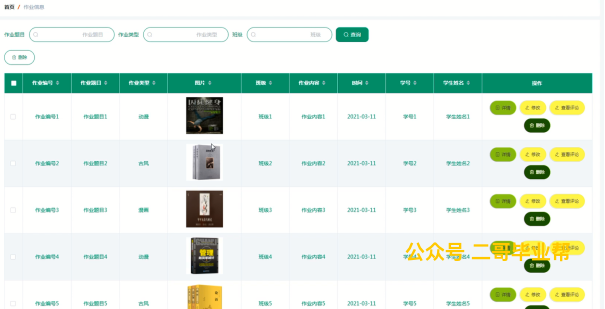 首页 / 作业信息
作业题目 作业题目 作业类型 作业类型 班级 班级 查询
删除
作业编号 作业题目 作业类型 图片 班级 作业内容 时间 学号 学生姓名 操作
作业编号1 作业题目1 动漫 班级1 作业内容1 2021-03-11 学号1 学生姓名1 详情 修改 查看评论
删除
作业编号2 作业题目2 古风 班级2 作业内容2 2021-03-11 学号2 学生姓名2 详情 修改 查看评论
删除
作业编号3 作业题目3 漫画 班级3 作业内容3 2021-03-11 学号3 学生姓名3 详情 修改 查看评论
删除
管理
作业编号4 作业题目4 动漫 班级4 作业内容4 2021-03-11 学号4 学生姓名4 修改 查看评论
公众号 二哥毕业帮
删除
作业编号5 作业题目5 古风 班级5 作业内容5 2021-03-11 学号5 学生姓名5 详情 修改 查看评论